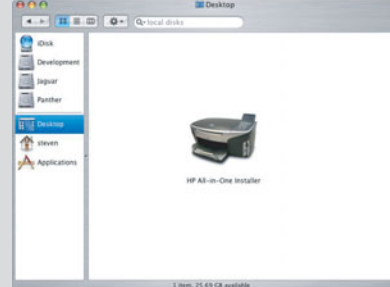 Desktop
local disks
iDisk
Development
Jaguar
Panther
Desktop
steven
Applications
HP All-in-One Installer
1 item, 25.69 GB available